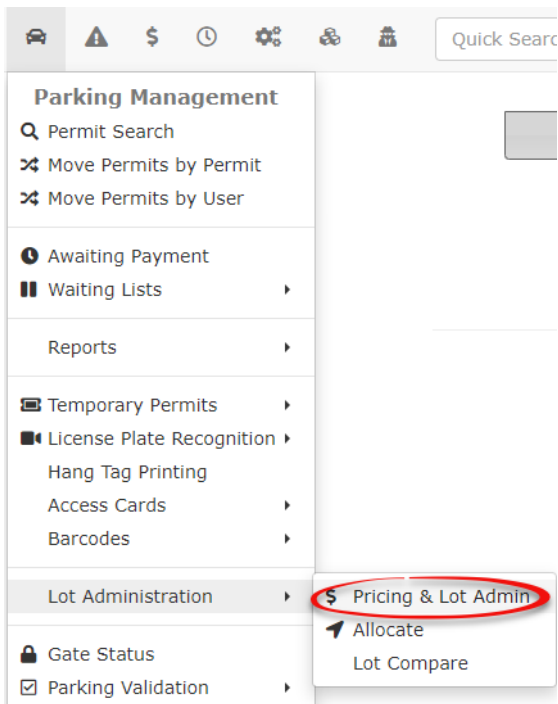 Quick Searc
Parking Management
Permit Search
Move Permits by Permit
Move Permits by User
Awaiting Payment
Waiting Lists
Reports
Temporary Permits
License Plate Recognition
Hang Tag Printing
Access Cards
Barcodes
Lot Administration
$ Pricing & Lot Admin
Allocate
Lot Compare
Gate Status
Parking Validation